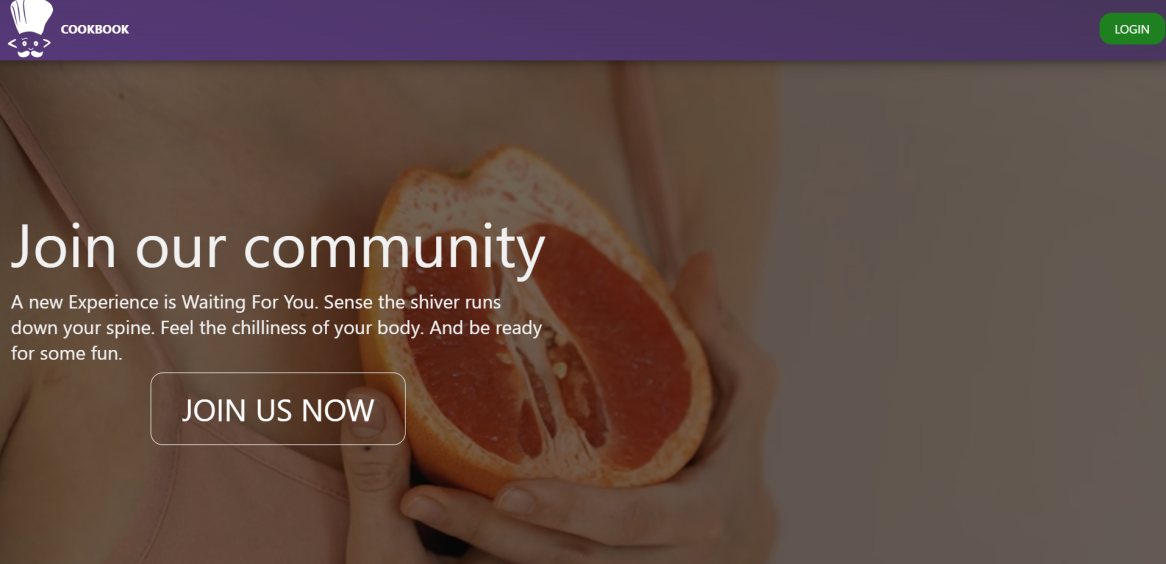 COOKBOOK
LOGIN
Join our community
A new Experience is Waiting For You. Sense the shiver runs
down your spine. Feel the chilliness of your body. And be ready
for some fun.
JOIN US NOW